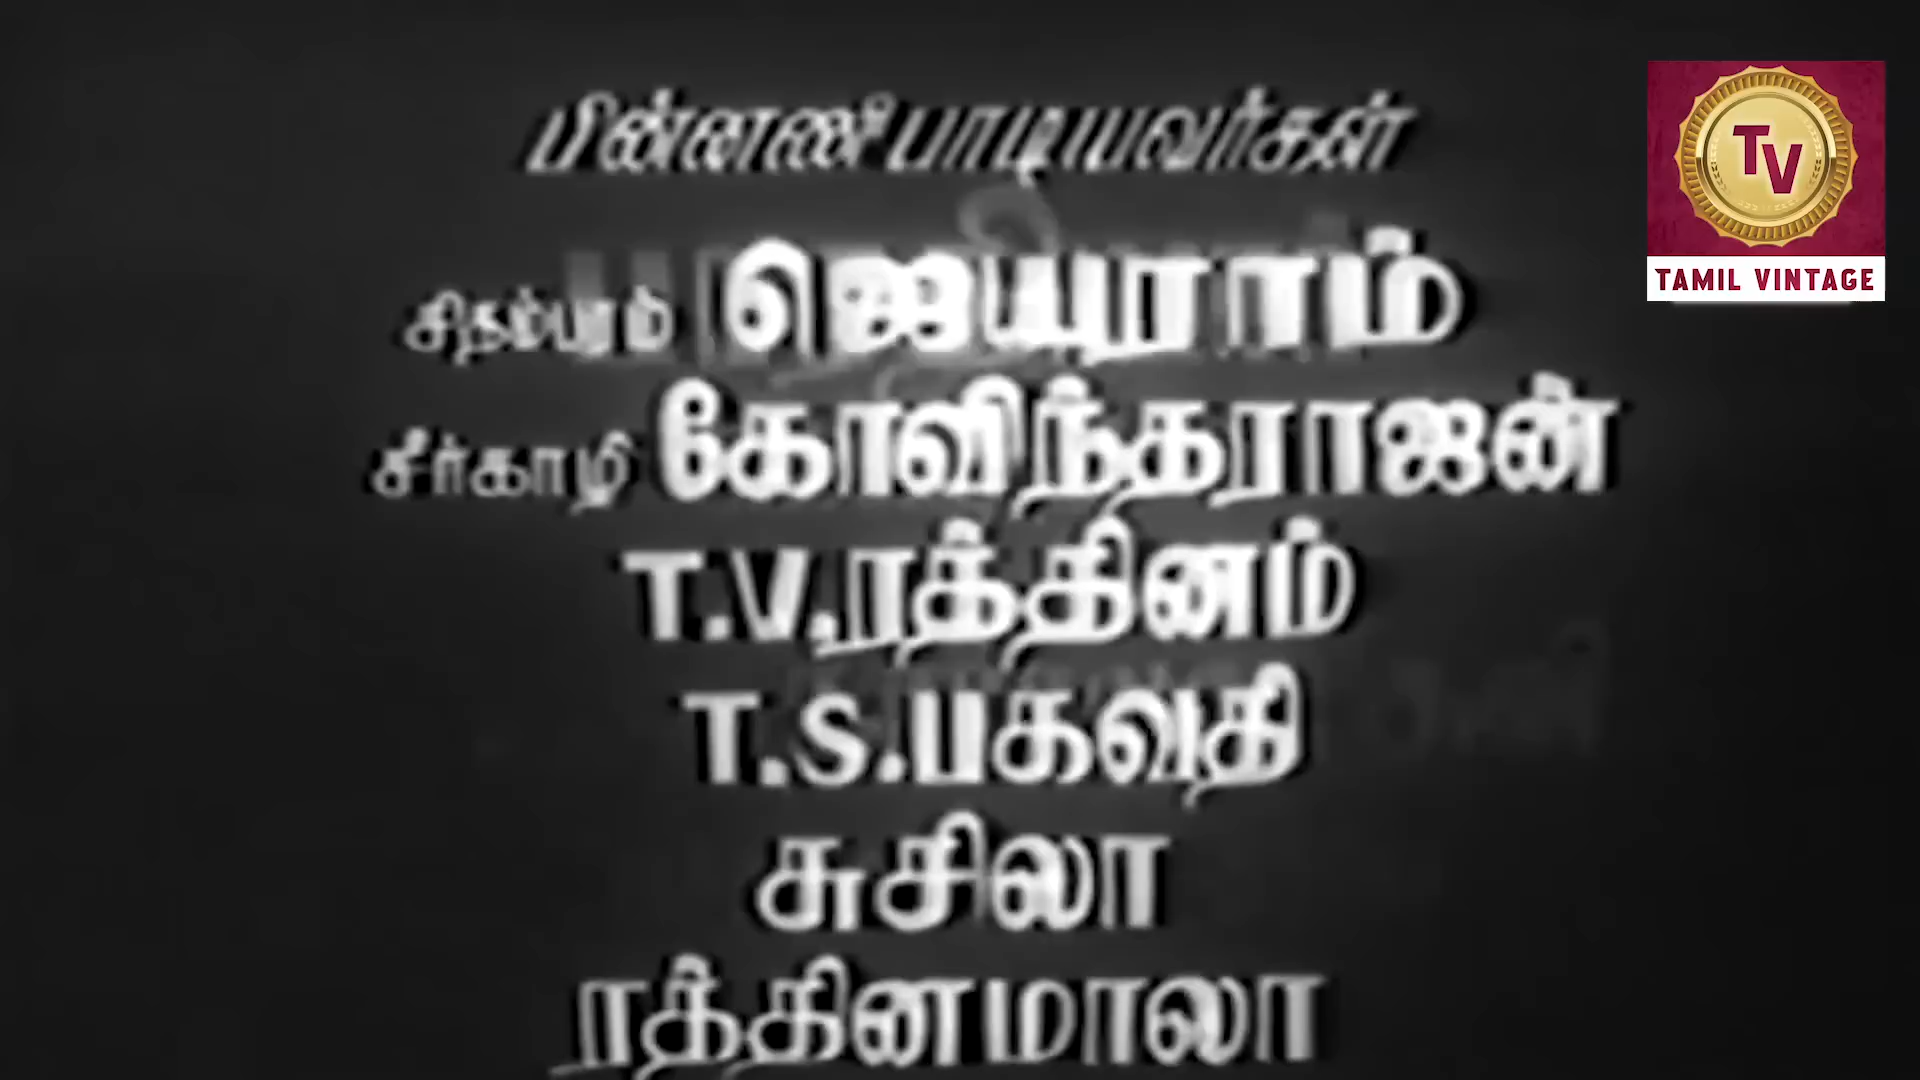 பின்னணி பாடியவர்கள்
சிதம்பரம் ஜெயராம்
சீர்காழி கோவிந்தராஜன்
T.V.ரத்தினம்
T.S.பகவதி
சுசிலா
ரத்தினமாலா
TV
TAMIL VINTAGE